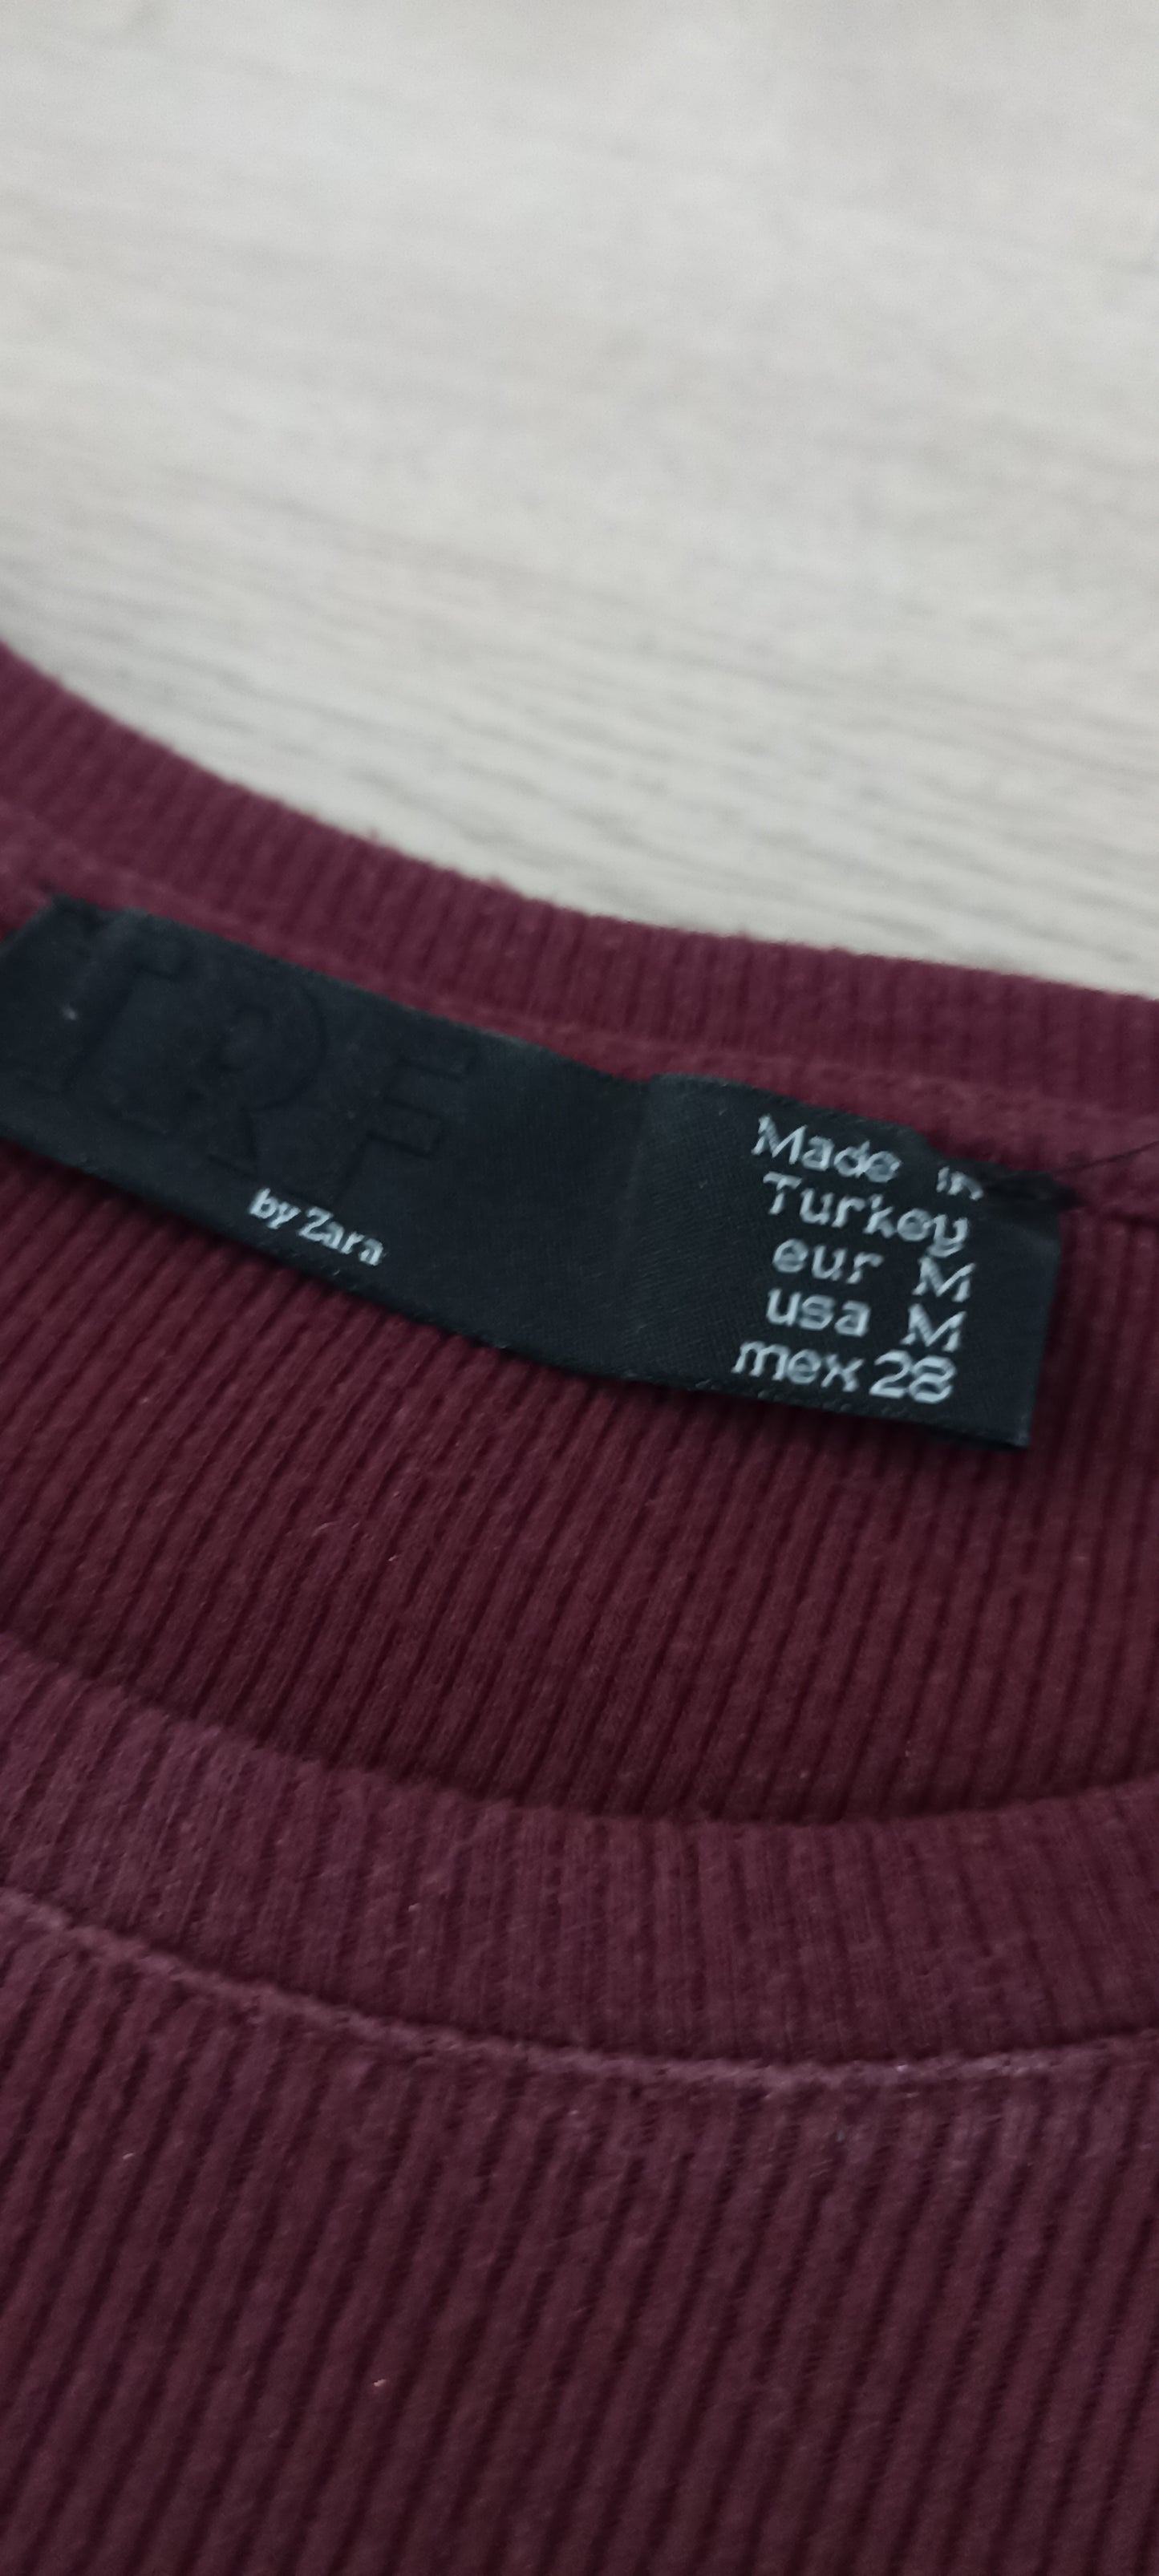 TRF
by Zara
Made in
Turkey
eur M
usa M
mex 28